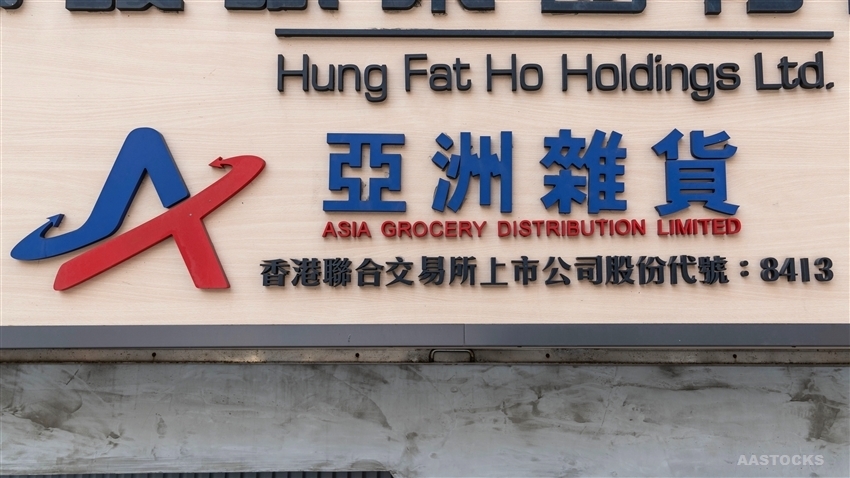 Hung Fat Ho Holdings Ltd.
亞洲雜貨
ASIA GROCERY DISTRIBUTION LIMITED
香港聯合交易所上市公司股份代號：8413
AASTOCKS